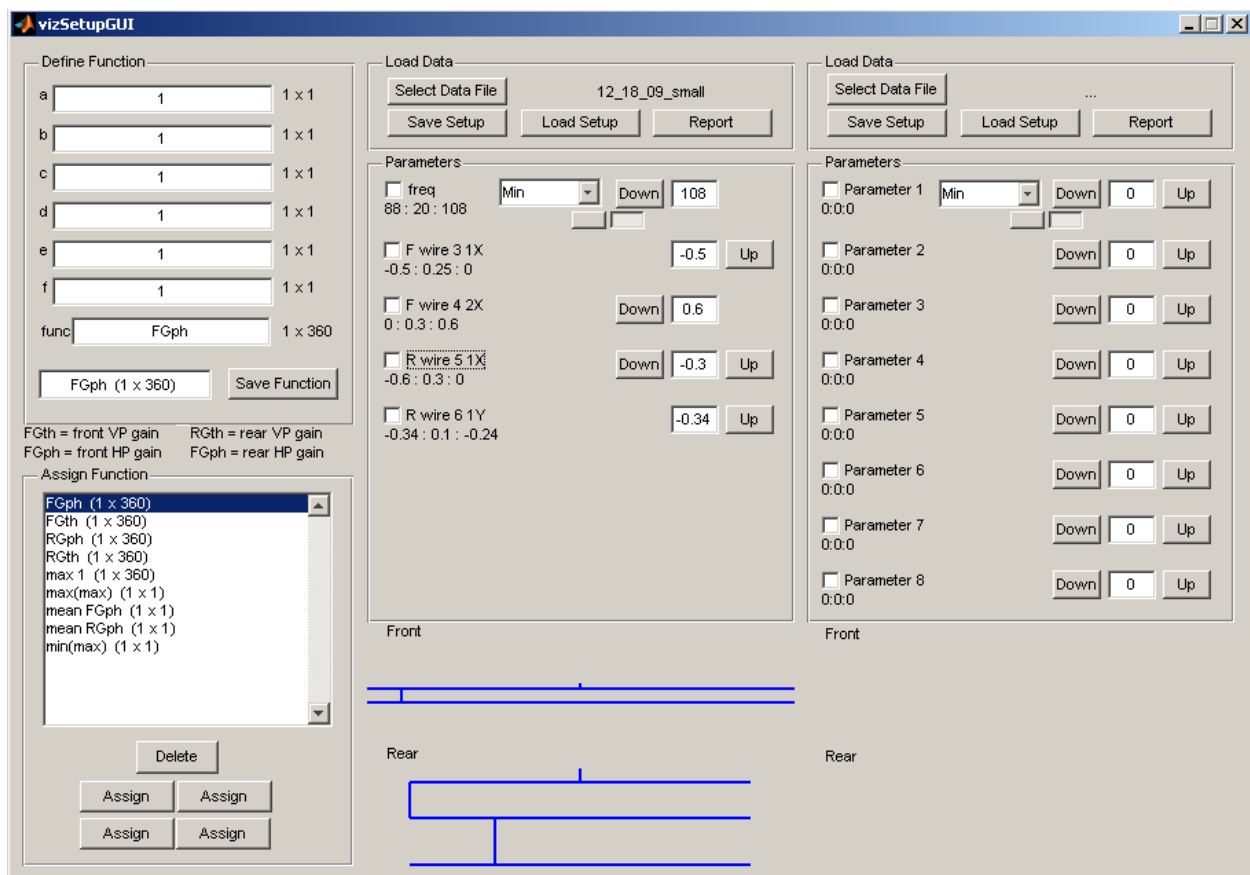 vizSetupGUI
Define Function
a 1 1 x 1
b 1 1 x 1
c 1 1 x 1
d 1 1 x 1
e 1 1 x 1
f 1 1 x 1
func FGph 1 x 360
FGph (1 x 360) Save Function
FGth = front VP gain RGth = rear VP gain
FGph = front HP gain FGph = rear HP gain
Assign Function
FGph (1 x 360)
FGth (1 x 360)
RGph (1 x 360)
RGth (1 x 360)
max 1 (1 x 360)
max(max) (1 x 1)
mean FGph (1 x 1)
mean RGph (1 x 1)
min(max) (1 x 1)
Delete
Assign Assign
Assign Assign
Load Data
Select Data File 12_18_09_small
Save Setup Load Setup Report
Parameters
freq Min Down 108
88 : 20 : 108
F wire 3 1X -0.5 Up
-0.5 : 0.25 : 0
F wire 4 2X Down 0.6
0 : 0.3 : 0.6
R wire 5 1X Down -0.3 Up
-0.6 : 0.3 : 0
R wire 6 1Y -0.34 Up
-0.34 : 0.1 : -0.24
Front
Rear
Load Data
Select Data File ...
Save Setup Load Setup Report
Parameters
Parameter 1 Min Down 0 Up
0:0:0
Parameter 2 Down 0 Up
0:0:0
Parameter 3 Down 0 Up
0:0:0
Parameter 4 Down 0 Up
0:0:0
Parameter 5 Down 0 Up
0:0:0
Parameter 6 Down 0 Up
0:0:0
Parameter 7 Down 0 Up
0:0:0
Parameter 8 Down 0 Up
0:0:0
Front
Rear